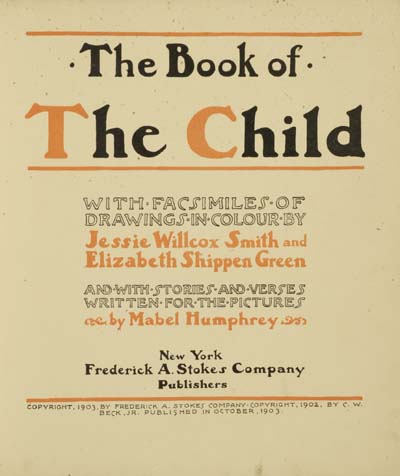 ·The Book of·
The Child
WITH·FACSIMILES·OF
DRAWINGS·IN·COLOUR·BY
Jessie Willcox Smith and
Elizabeth Shippen Green
AND·WITH·STORIES·AND·VERSES
WRITTEN·FOR·THE·PICTURES
by Mabel Humphrey
New York
Frederick A. Stokes Company
Publishers
COPYRIGHT, 1903, BY FREDERICK A. STOKES COMPANY·COPYRIGHT, 1902, BY C. W.
BECK, JR. PUBLISHED IN OCTOBER, 1903.